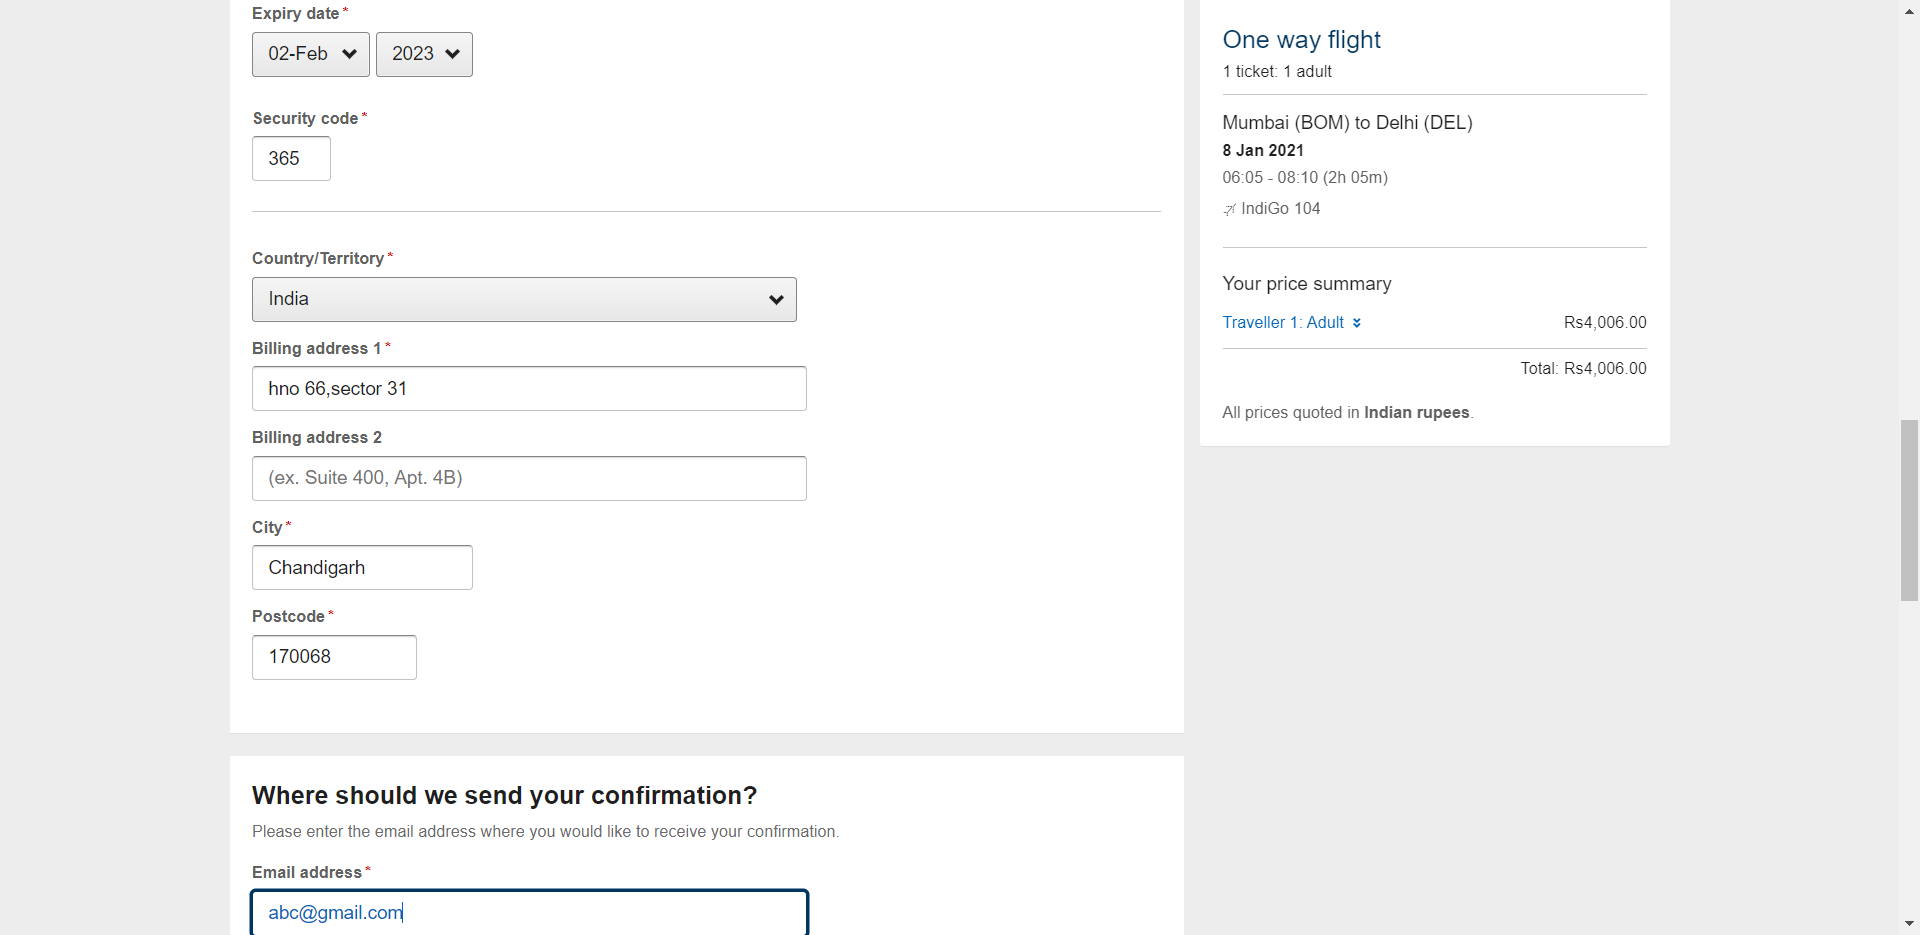 Expiry date*
02-Feb 2023
Security code*
365
Country/Territory*
India
Billing address 1*
hno 66,sector 31
Billing address 2
(ex. Suite 400, Apt. 4B)
City*
Chandigarh
Postcode*
170068
Where should we send your confirmation?
Please enter the email address where you would like to receive your confirmation.
Email address*
abc@gmail.com
One way flight
1 ticket: 1 adult
Mumbai (BOM) to Delhi (DEL)
8 Jan 2021
06:05 - 08:10 (2h 05m)
IndiGo 104
Your price summary
Traveller 1: Adult Rs4,006.00
Total: Rs4,006.00
All prices quoted in Indian rupees.